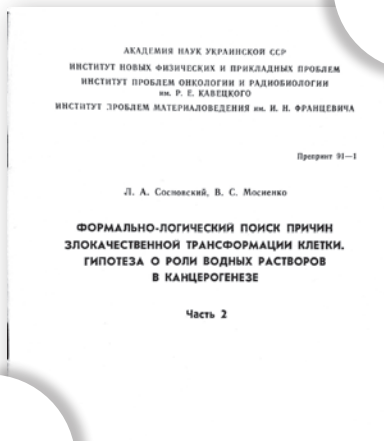 АКАДЕМИЯ НАУК УКРАИНСКОЙ ССР
ИНСТИТУТ НОВЫХ ФИЗИЧЕСКИХ И ПРИКЛАДНЫХ ПРОБЛЕМ
ИНСТИТУТ ПРОБЛЕМ ОНКОЛОГИИ И РАДИОБИОЛОГИИ
им. Р. Е. КАВЕЦКОГО
ИНСТИТУТ ПРОБЛЕМ МАТЕРИАЛОВЕДЕНИЯ им. И. Н. ФРАНЦЕВИЧА
Препринт 91—1
Л. А. Сосновский, В. С. Мосиенко
ФОРМАЛЬНО-ЛОГИЧЕСКИЙ ПОИСК ПРИЧИН
ЗЛОКАЧЕСТВЕННОЙ ТРАНСФОРМАЦИИ КЛЕТКИ.
ГИПОТЕЗА О РОЛИ ВОДНЫХ РАСТВОРОВ
В КАНЦЕРОГЕНЕЗЕ
Часть 2